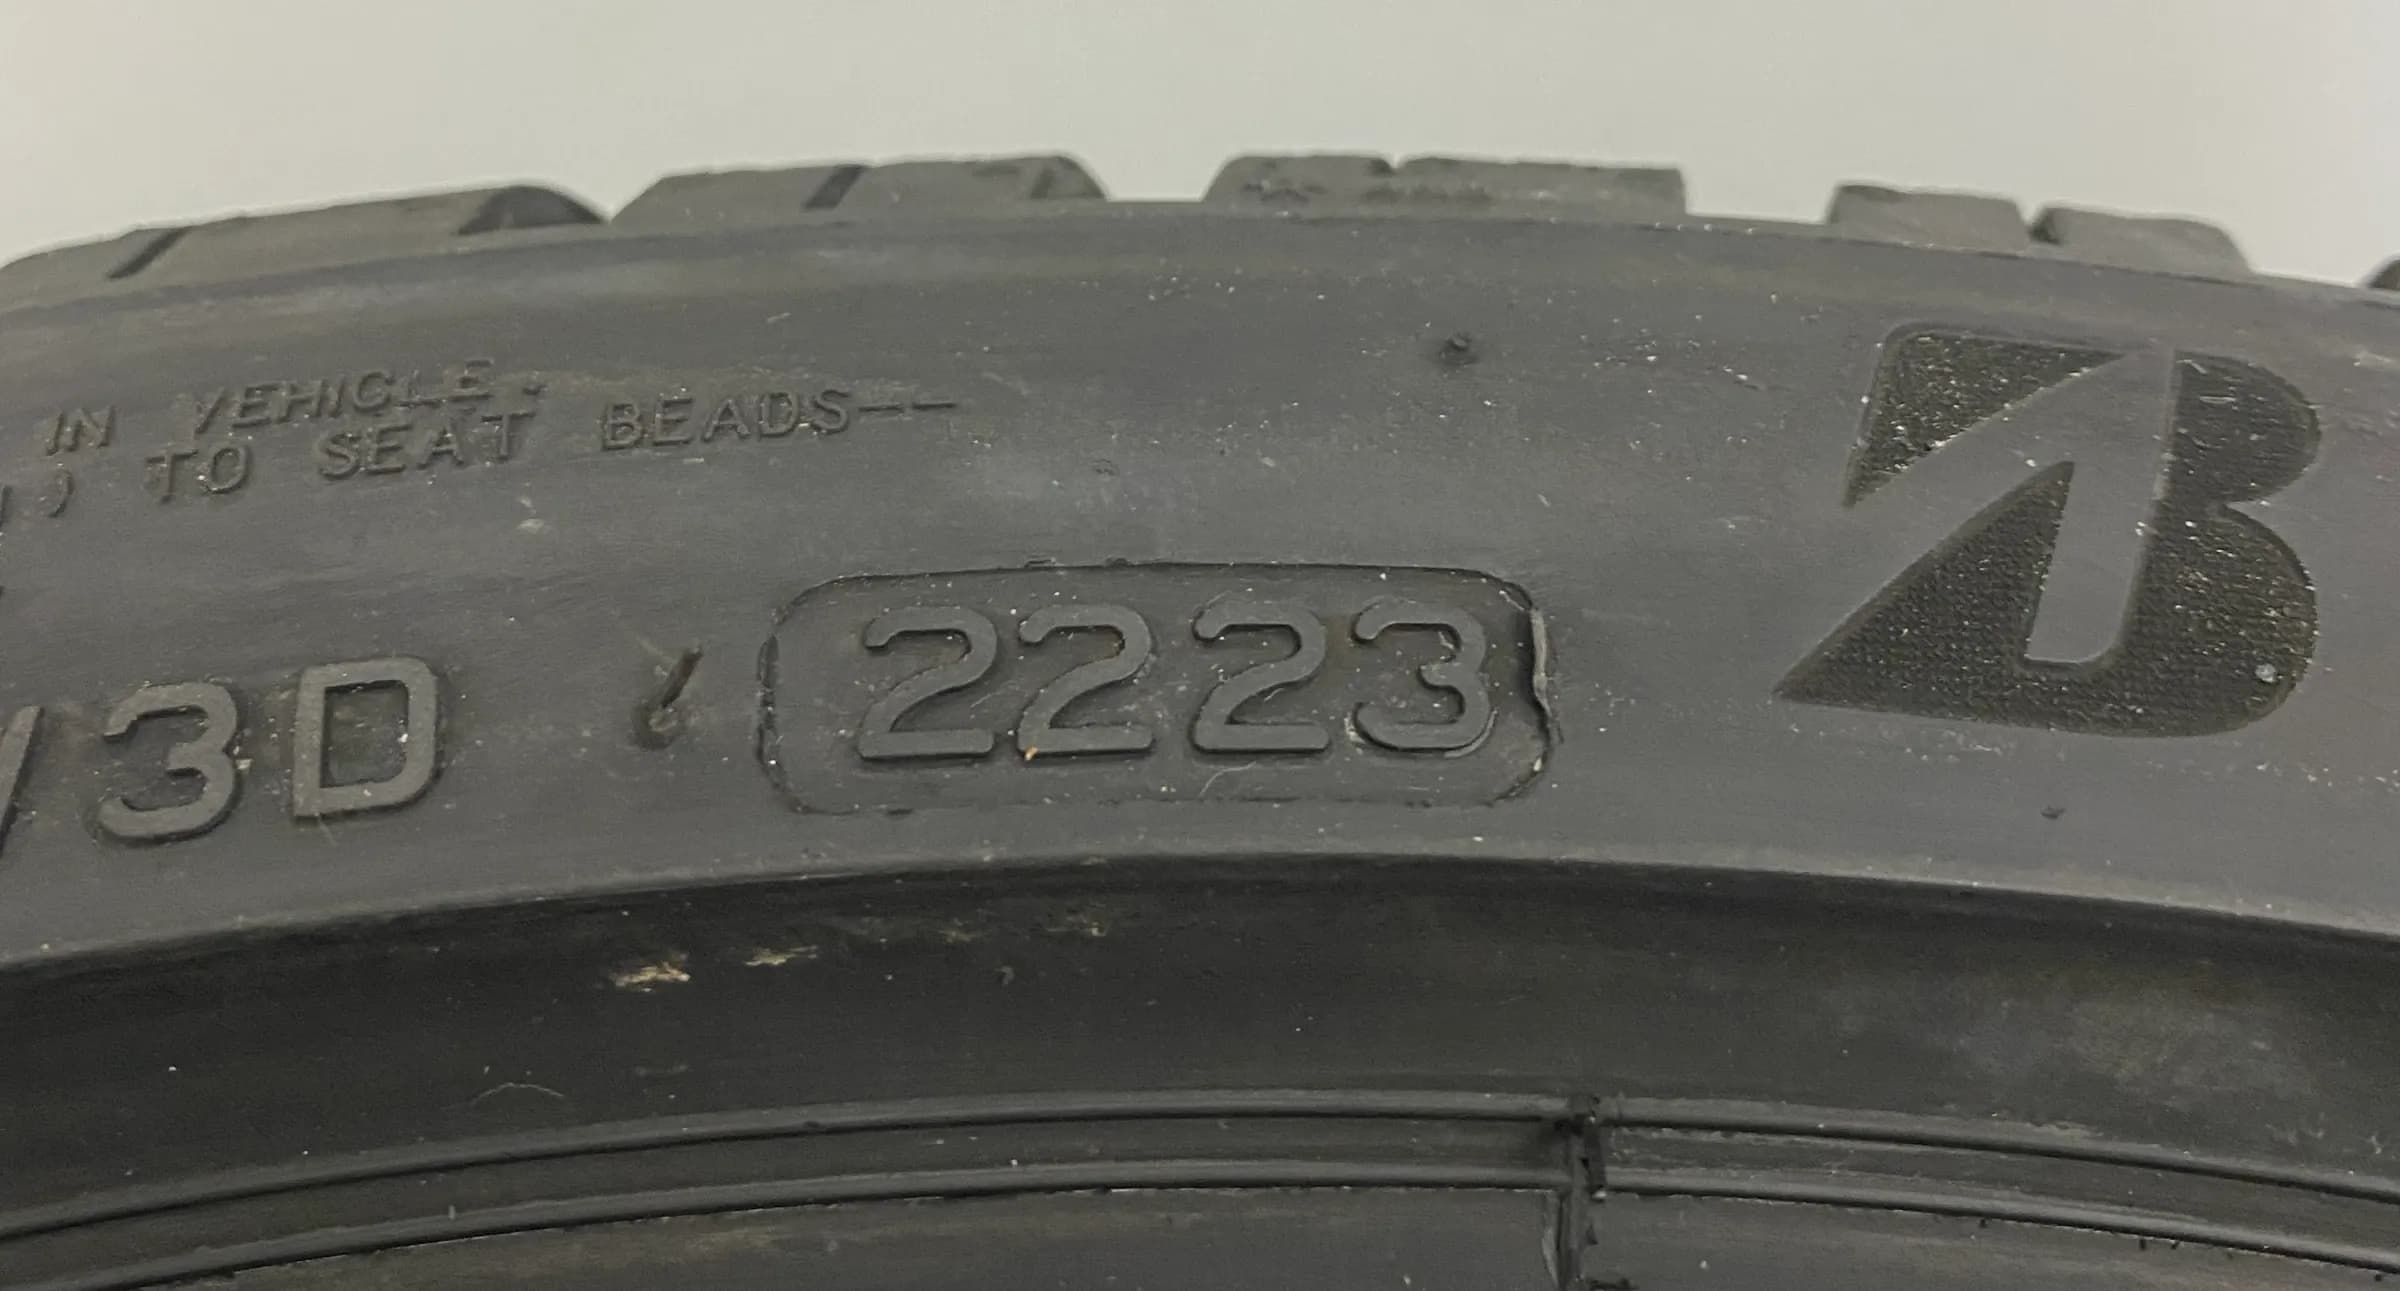 IN VEHICLE.
) TO SEAT BEADS--
3D 2223
B